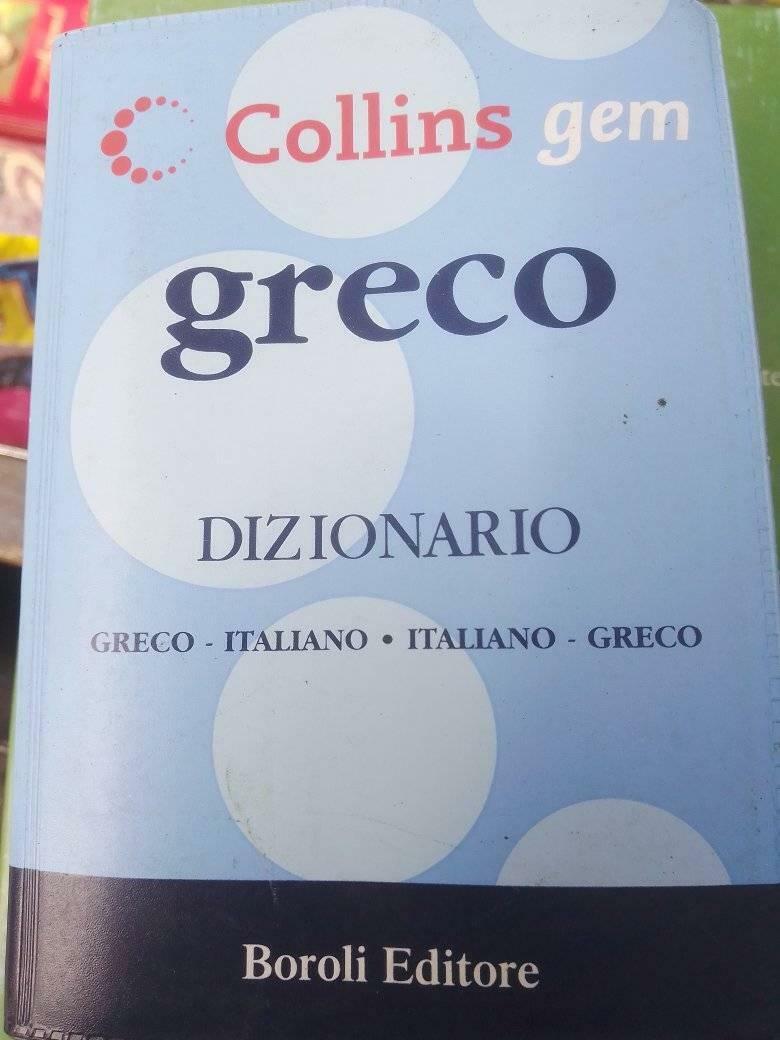 Collins gem
greco
DIZIONARIO
GRECO - ITALIANO • ITALIANO - GRECO
Boroli Editore